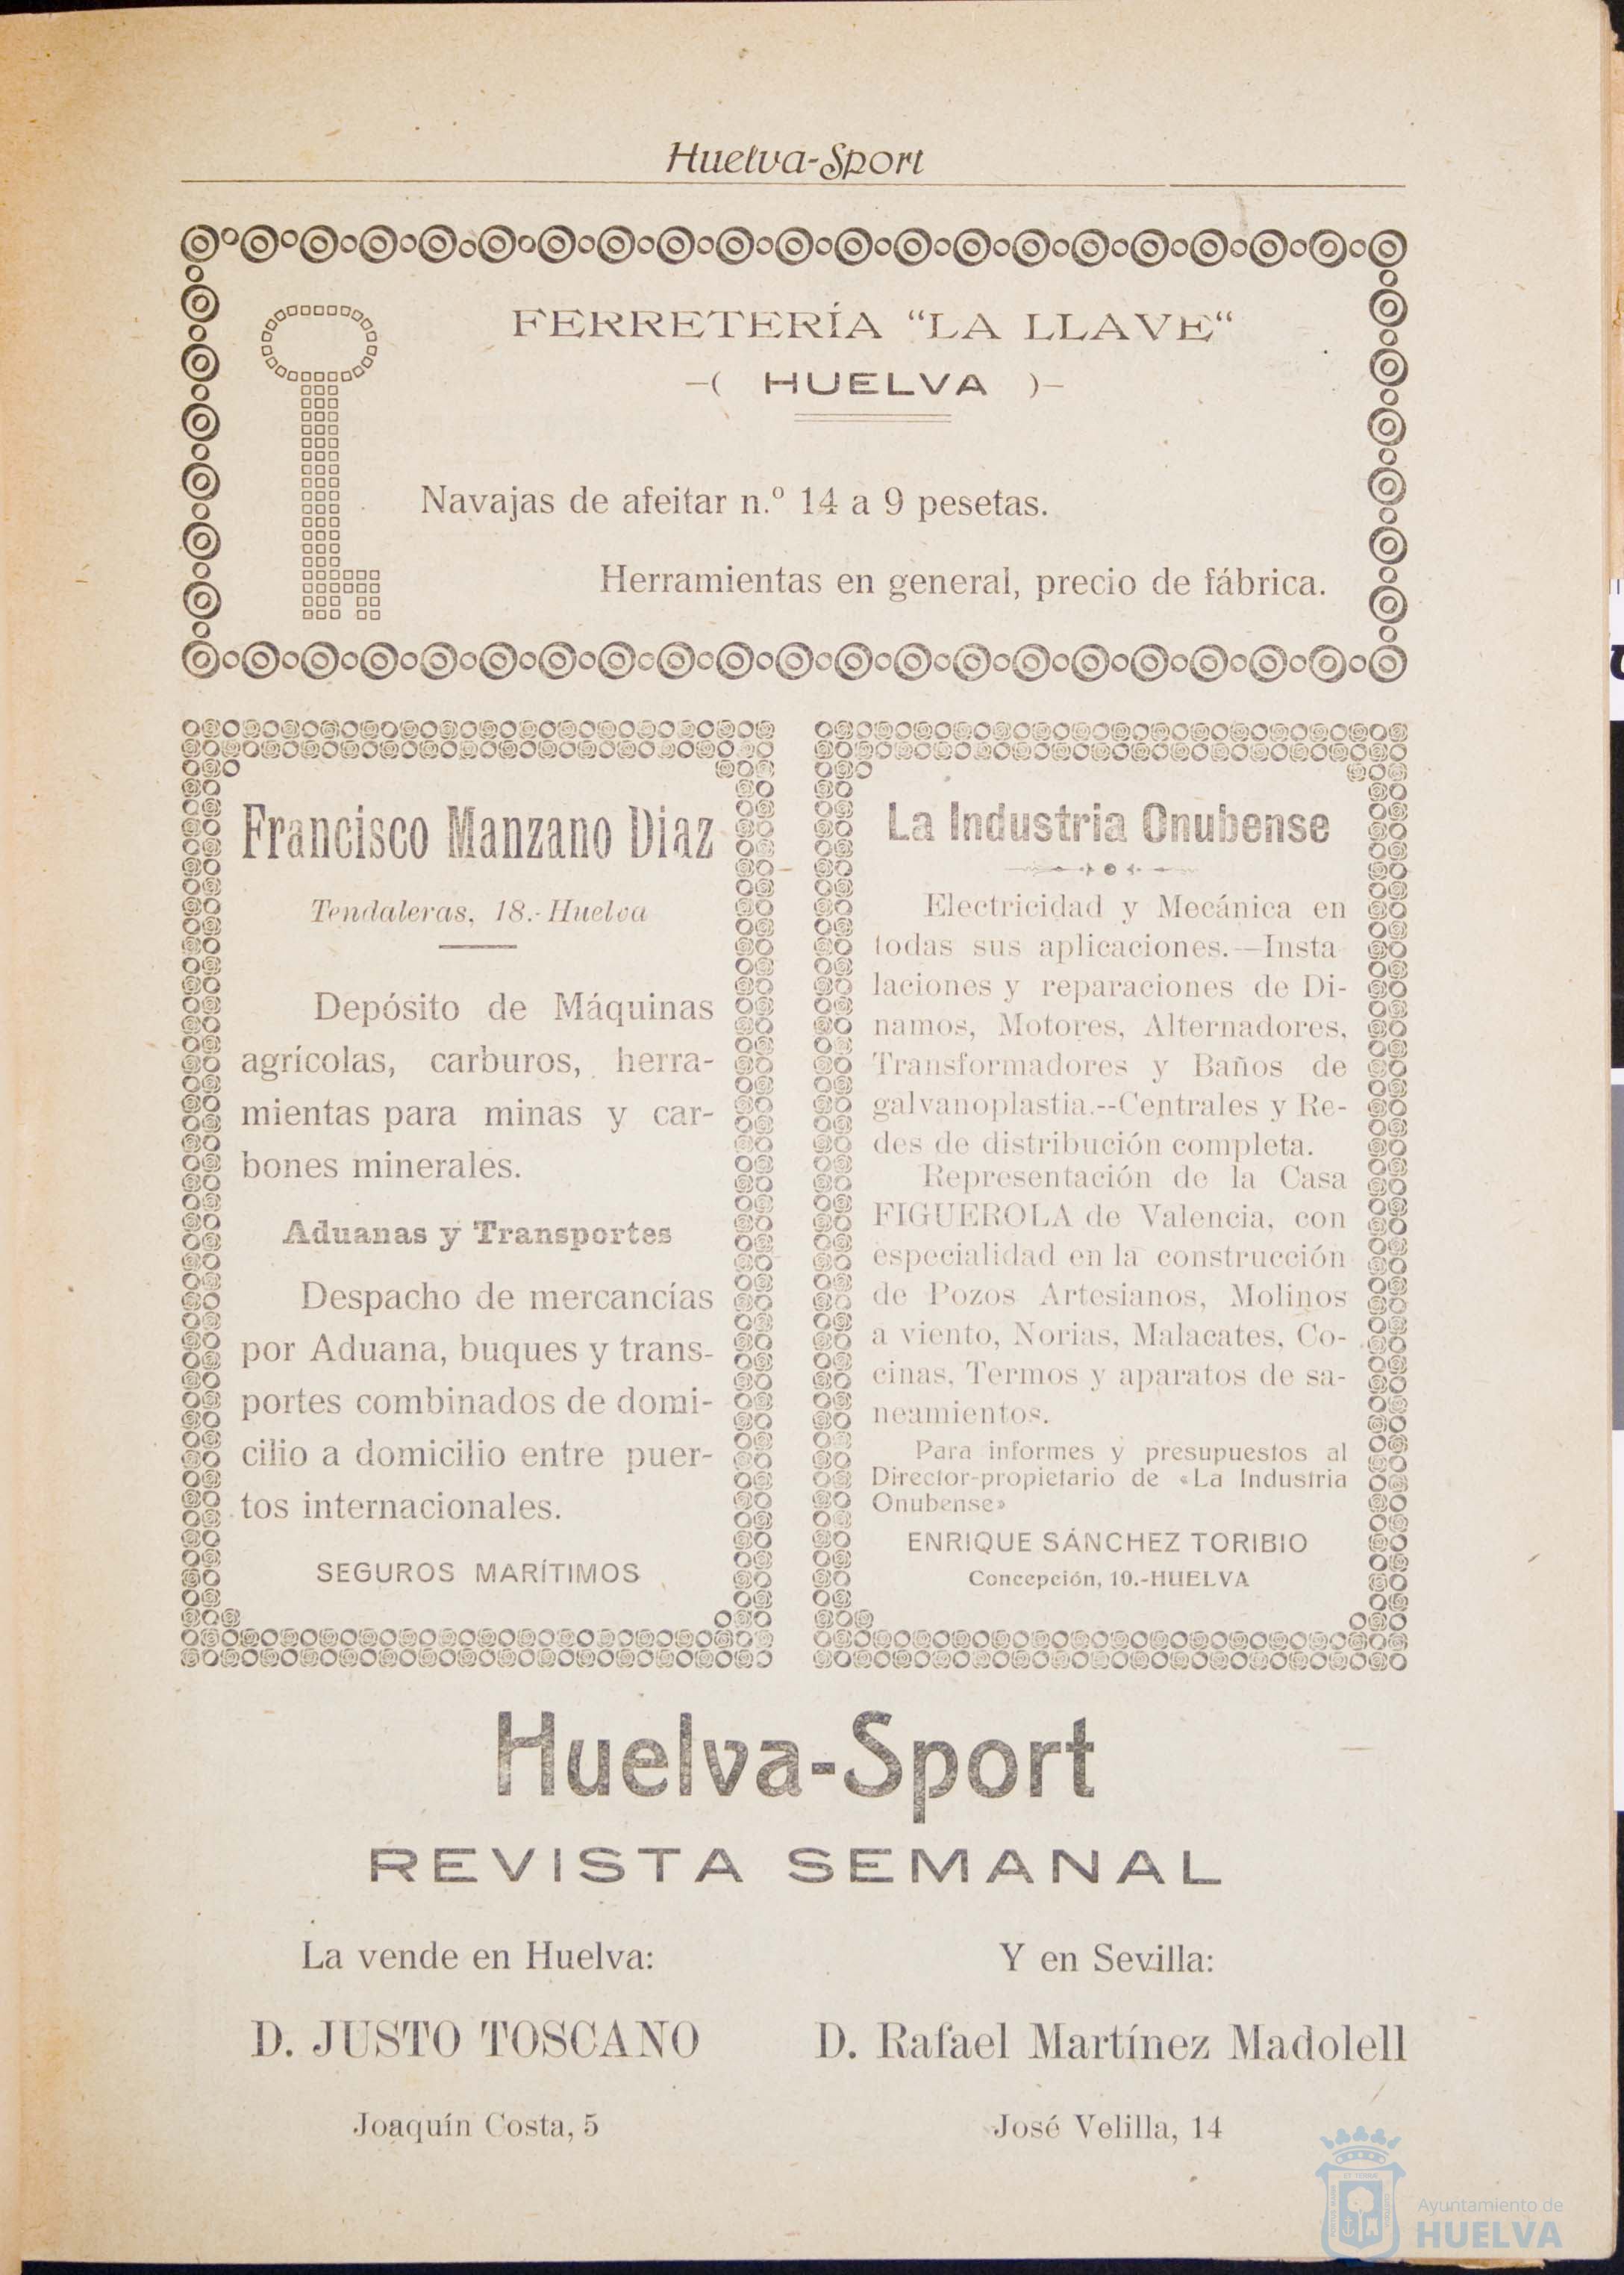 Huelva-Sport
FERRETERÍA “LA LLAVE“
—( HUELVA )—
Navajas de afeitar n.º 14 a 9 pesetas.
Herramientas en general, precio de fábrica.
Francisco Manzano Diaz
Tendaleras, 18.-Huelva
Depósito de Máquinas
agrícolas, carburos, herra-
mientas para minas y car-
bones minerales.
Aduanas y Transportes
Despacho de mercancías
por Aduana, buques y trans-
portes combinados de domi-
cilio a domicilio entre puer-
tos internacionales.
SEGUROS MARÍTIMOS
La Industria Onubense
Electricidad y Mecánica en
todas sus aplicaciones.—Insta
laciones y reparaciones de Di-
namos, Motores, Alternadores,
Transformadores y Baños de
galvanoplastia.--Centrales y Re-
des de distribución completa.
Representación de la Casa
FIGUEROLA de Valencia, con
especialidad en la construcción
de Pozos Artesianos, Molinos
a viento, Norias, Malacates, Co-
cinas, Termos y aparatos de sa-
neamientos.
Para informes y presupuestos al
Director-propietario de «La Industria
Onubense»
ENRIQUE SÁNCHEZ TORIBIO
Concepción, 10.-HUELVA
Huelva-Sport
REVISTA SEMANAL
La vende en Huelva:
D. JUSTO TOSCANO
Joaquín Costa, 5
Y en Sevilla:
D. Rafael Martínez Madolell
José Velilla, 14
Ayuntamiento de
HUELVA